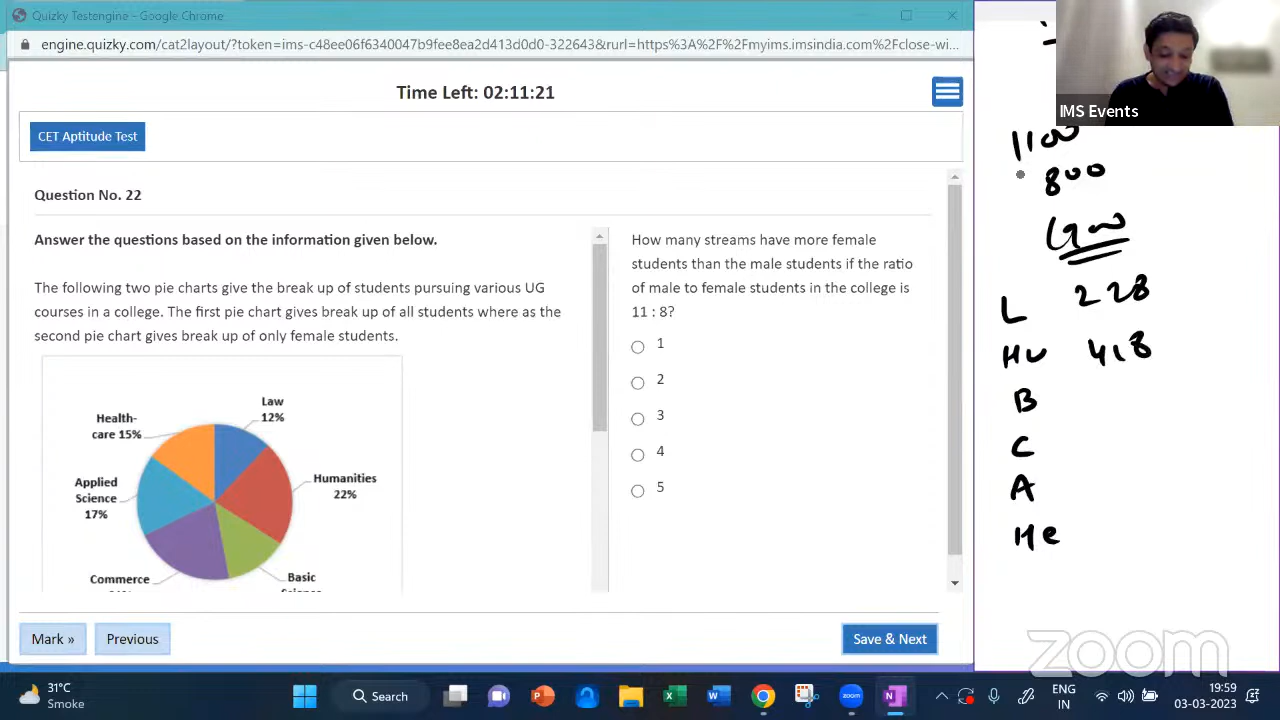 Quizky Testengine - Google Chrome
engine.quizky.com/cat2layout/?token=ims-c48ee06f6340047b9fee8ea2d413d0d0-322643&rurl=https%3A%2F%2Fmyims.imsindia.com%2Fclose-wi...
Time Left: 02:11:21
CET Aptitude Test
Question No. 22
Answer the questions based on the information given below.
The following two pie charts give the break up of students pursuing various UG
courses in a college. The first pie chart gives break up of all students where as the
second pie chart gives break up of only female students.
Law
12%
Health-
care 15%
Humanities
22%
Applied
Science
17%
Commerce
Basic
How many streams have more female
students than the male students if the ratio
of male to female students in the college is
11 : 8?
1
2
3
4
5
Mark »
Previous
Save & Next
IMS Events
1100
800
228
L
Hu 418
B
C
A
He
zoom
31°C
Smoke
Search
ENG
IN
19:59
03-03-2023